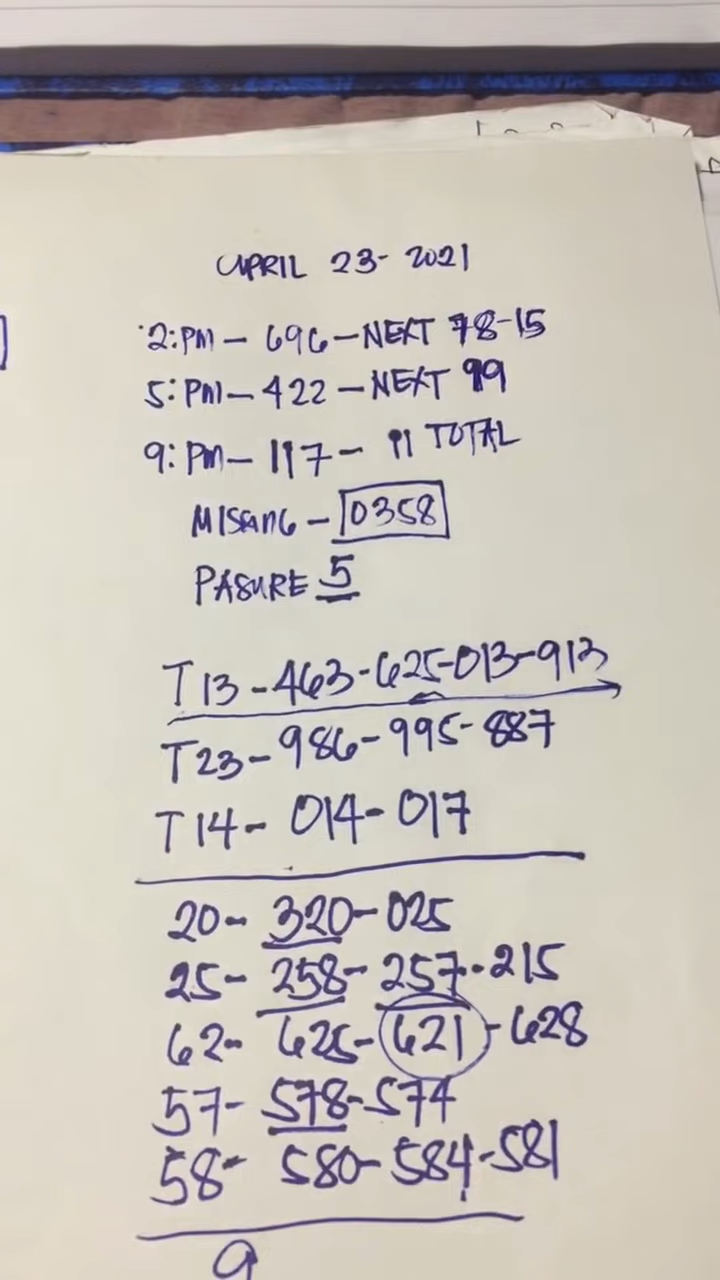 APRIL 23-2021
2:PM-696-NEXT 78-15
5:PM-422-NEXT 99
9:PM-117-11 TOTAL
MISSANG-0358
PASURE 5
T13-463-625-013-913
T23-986-995-887
T14-014-017
20-320-025
25-258-257-215
62-625-621-628
57-578-574
58-580-584-581
9